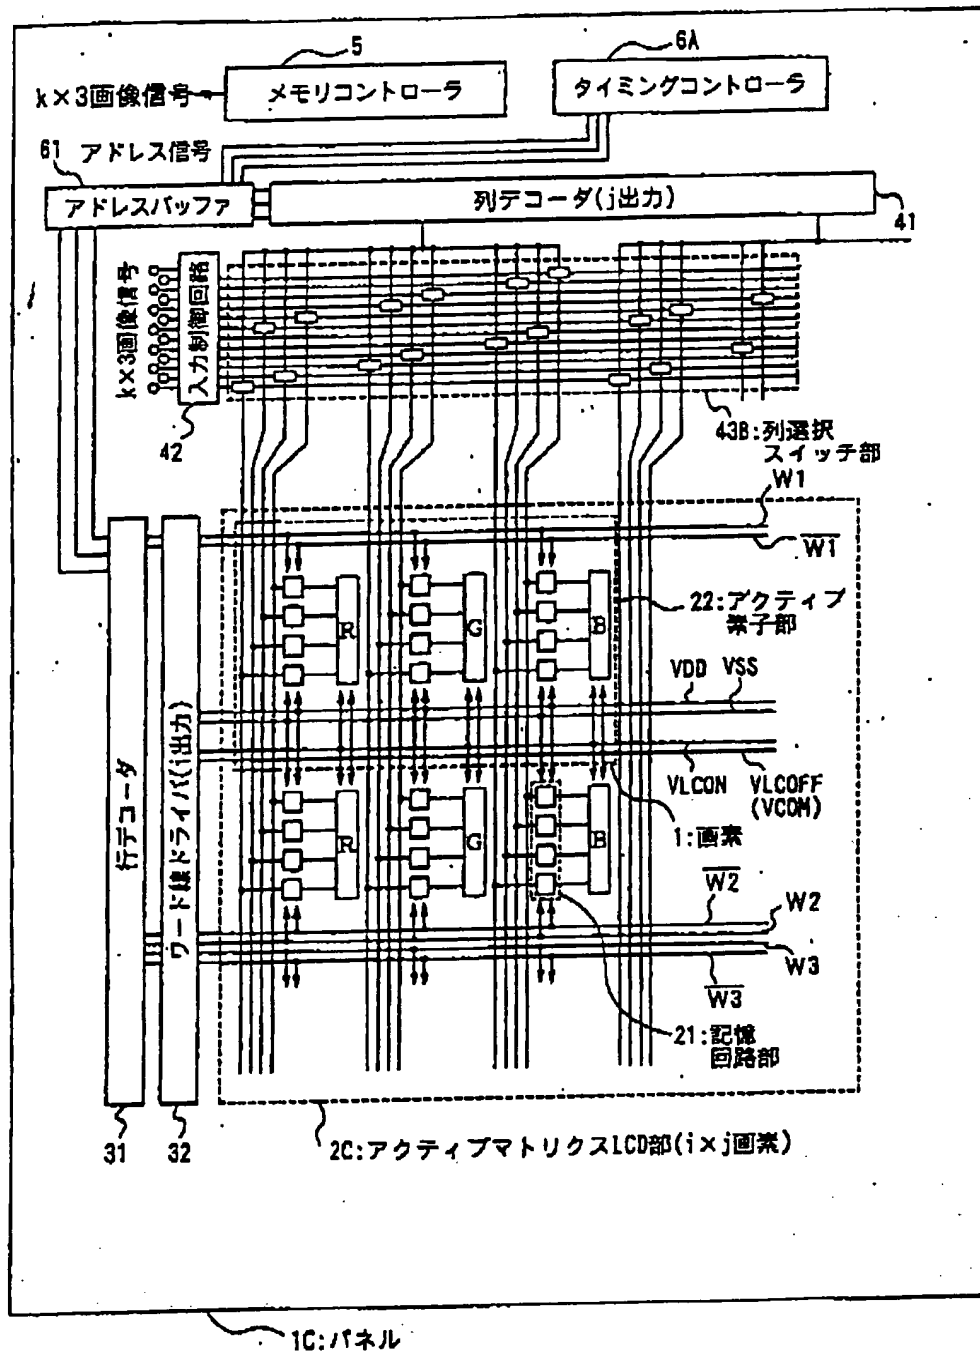 5
6A
k×3画像信号
メモリコントローラ
タイミングコントローラ
61
アドレス信号
アドレスバッファ
列デコーダ(j出力)
41
k×3画像信号
入力制御回路
42
43B:列選択
スイッチ部
W1
W1
22:アクティブ
素子部
R
G
B
VDD
VSS
VLCON
VLCOFF
(VCOM)
1:画素
R
G
B
行デコーダ
ワード線ドライバ(i出力)
W2
W2
W3
W3
21:記憶
回路部
31
32
2C:アクティブマトリクスLCD部(i×j画素)
1C:パネル